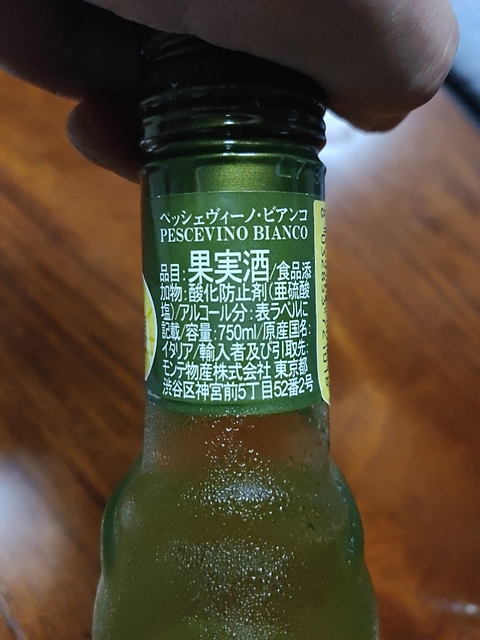 ペッシェヴィーノ・ビアンコ
PESCEVINO BIANCO
品目:果実酒/食品添
加物:酸化防止剤(亜硫酸
塩)/アルコール分:表ラベルに
記載/容量:750ml/原産国名:
イタリア/輸入者及び引取先:
モンテ物産株式会社 東京都
渋谷区神宮前5丁目52番2号